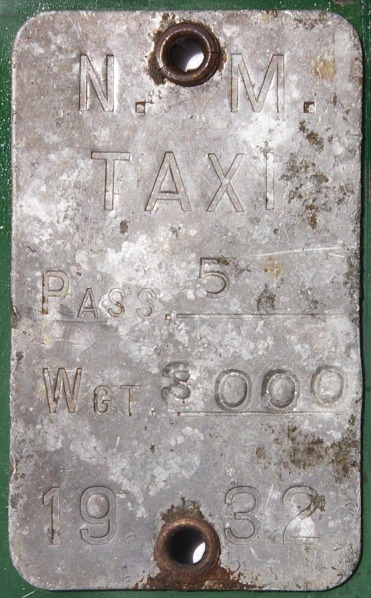 N. M.
TAXI
PASS. 5
WGT 3000
1932